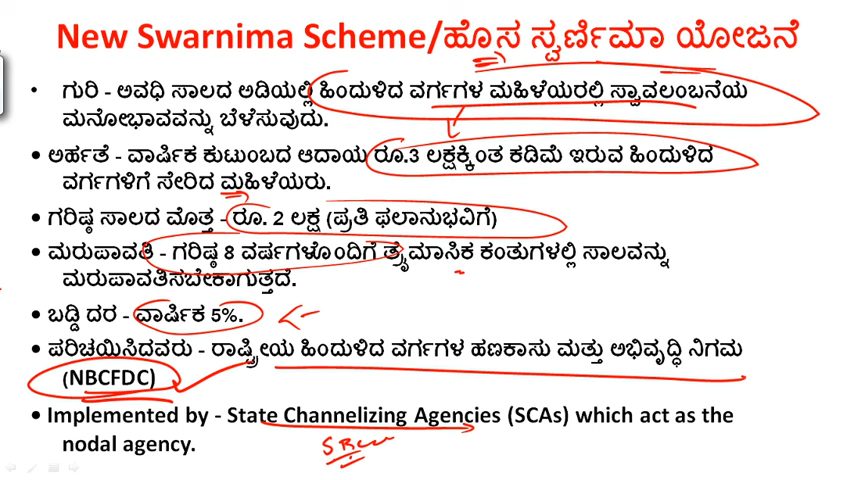 New Swarnima Scheme/ಹೊಸ ಸ್ವರ್ಣಿಮಾ ಯೋಜನೆ
• ಗುರಿ - ಅವಧಿ ಸಾಲದ ಅಡಿಯಲ್ಲಿ ಹಿಂದುಳಿದ ವರ್ಗಗಳ ಮಹಿಳೆಯರಲ್ಲಿ ಸ್ವಾವಲಂಬನೆಯ
ಮನೋಭಾವವನ್ನು ಬೆಳೆಸುವುದು.
• ಅರ್ಹತೆ - ವಾರ್ಷಿಕ ಕುಟುಂಬದ ಆದಾಯ ರೂ.3 ಲಕ್ಷಕ್ಕಿಂತ ಕಡಿಮೆ ಇರುವ ಹಿಂದುಳಿದ
ವರ್ಗಗಳಿಗೆ ಸೇರಿದ ಮಹಿಳೆಯರು.
• ಗರಿಷ್ಠ ಸಾಲದ ಮೊತ್ತ - ರೂ. 2 ಲಕ್ಷ (ಪ್ರತಿ ಫಲಾನುಭವಿಗೆ)
• ಮರುಪಾವತಿ - ಗರಿಷ್ಠ 8 ವರ್ಷಗಳೊಂದಿಗೆ ತ್ರೈಮಾಸಿಕ ಕಂತುಗಳಲ್ಲಿ ಸಾಲವನ್ನು
ಮರುಪಾವತಿಸಬೇಕಾಗುತ್ತದೆ.
• ಬಡ್ಡಿ ದರ - ವಾರ್ಷಿಕ 5%.
• ಪರಿಚಯಿಸಿದವರು - ರಾಷ್ಟ್ರೀಯ ಹಿಂದುಳಿದ ವರ್ಗಗಳ ಹಣಕಾಸು ಮತ್ತು ಅಭಿವೃದ್ಧಿ ನಿಗಮ
(NBCFDC)
• Implemented by - State Channelizing Agencies (SCAs) which act as the
nodal agency.